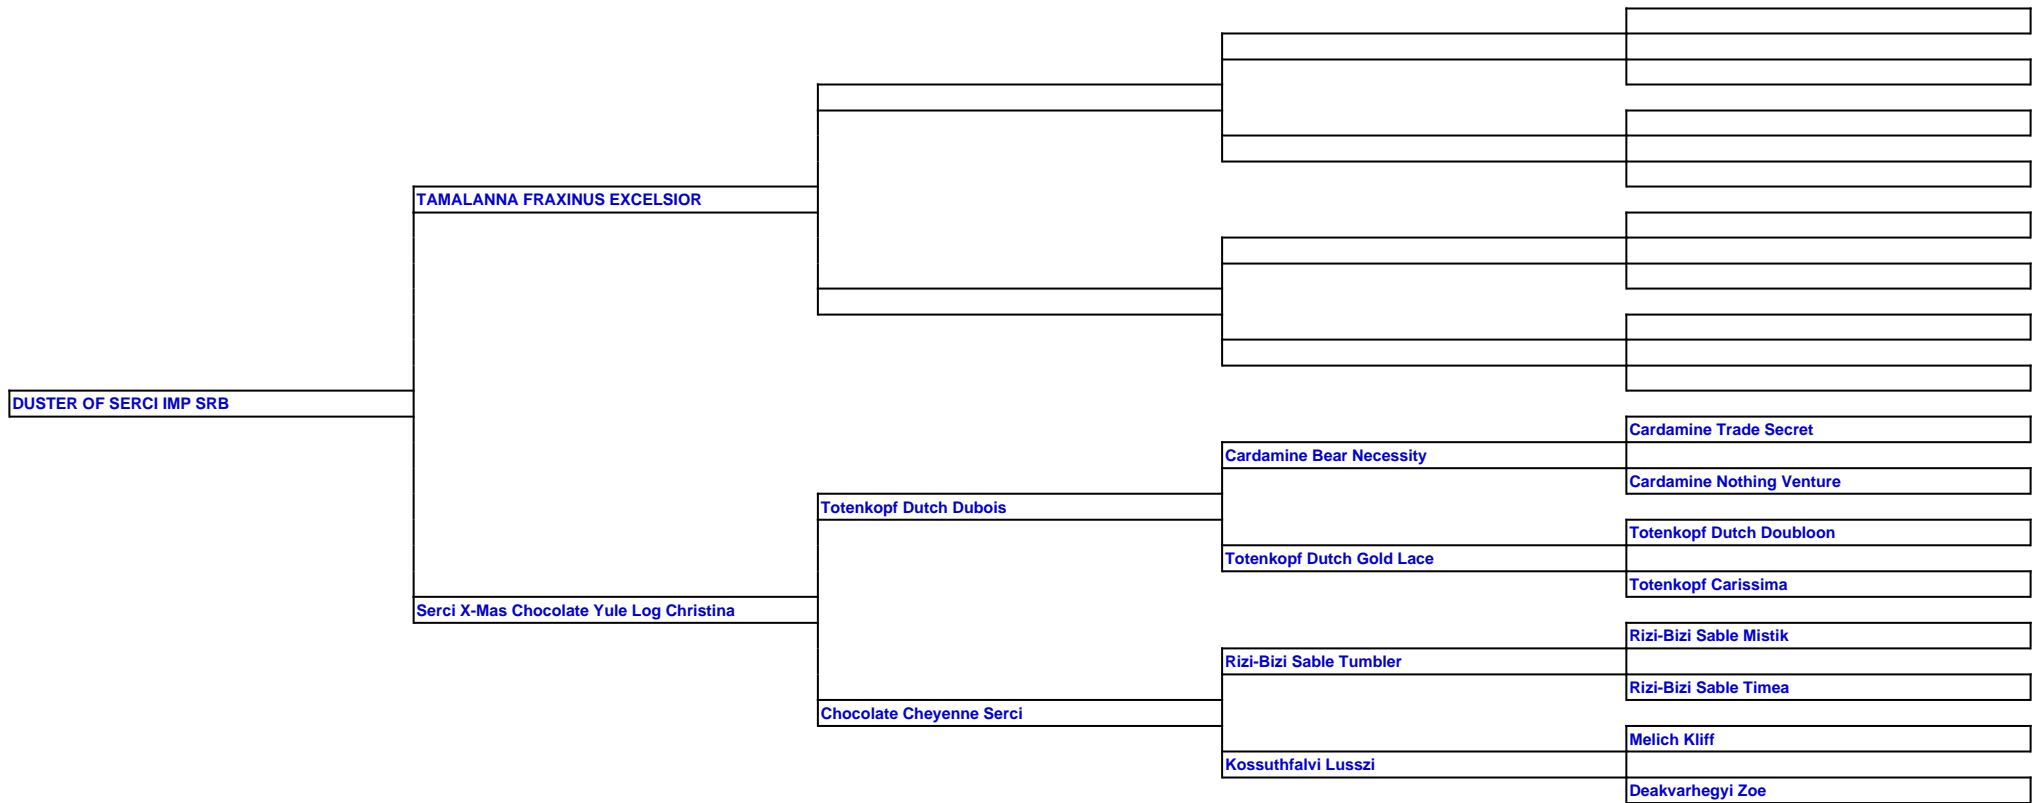 TAMALANNA FRAXINUS EXCELSIOR
DUSTER OF SERCI IMP SRB
Cardamine Trade Secret
Cardamine Bear Necessity
Cardamine Nothing Venture
Totenkopf Dutch Dubois
Totenkopf Dutch Doubloon
Totenkopf Dutch Gold Lace
Totenkopf Carissima
Serci X-Mas Chocolate Yule Log Christina
Rizi-Bizi Sable Mistik
Rizi-Bizi Sable Tumbler
Rizi-Bizi Sable Timea
Chocolate Cheyenne Serci
Melich Kliff
Kossuthfalvi Lusszi
Deakvarhegyi Zoe